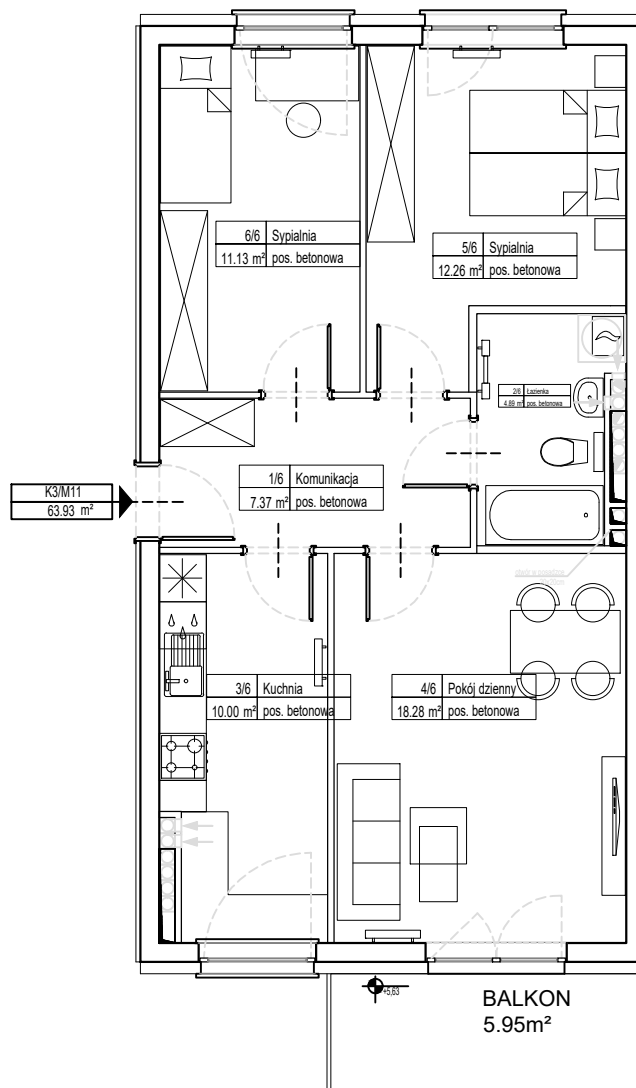 6/6 Sypialnia
11.13 m² pos. betonowa
5/6 Sypialnia
12.26 m² pos. betonowa
2/6 Łazienka
4.89 m² pos. betonowa
1/6 Komunikacja
7.37 m² pos. betonowa
K3/M11
63.93 m²
3/6 Kuchnia
10.00 m² pos. betonowa
4/6 Pokój dzienny
18.28 m² pos. betonowa
+5,63
BALKON
5.95m²